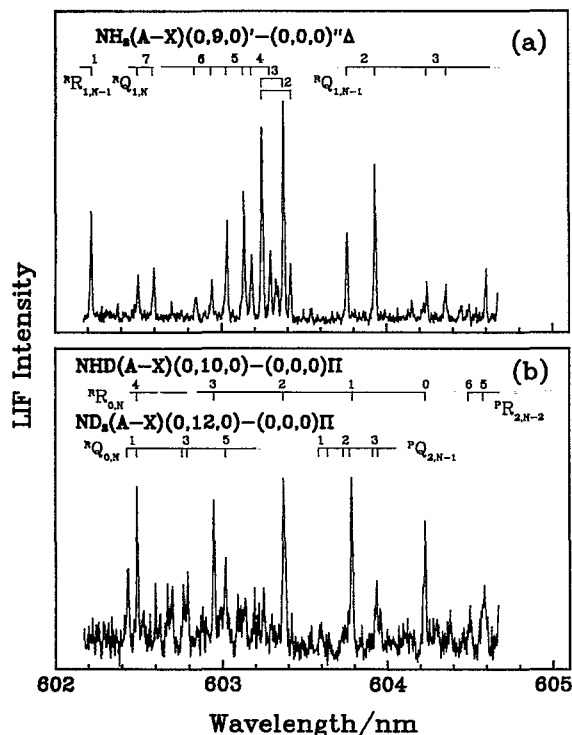 NH₂(A−X)(0,9,0)′−(0,0,0)″Δ (a)
1 7 6 5 4 3 2 2 3
ᴿR₁,N−1 ᴿQ₁,N ᴿQ₁,N−1
NHD(A−X)(0,10,0)−(0,0,0)Π (b)
4 3 2 1 0 6 5
ᴿR₀,N ᴾR₂,N−2
ND₂(A−X)(0,12,0)−(0,0,0)Π
1 3 5 1 2 3
ᴿQ₀,N ᴾQ₂,N−1
LIF Intensity
602 603 604 605
Wavelength/nm